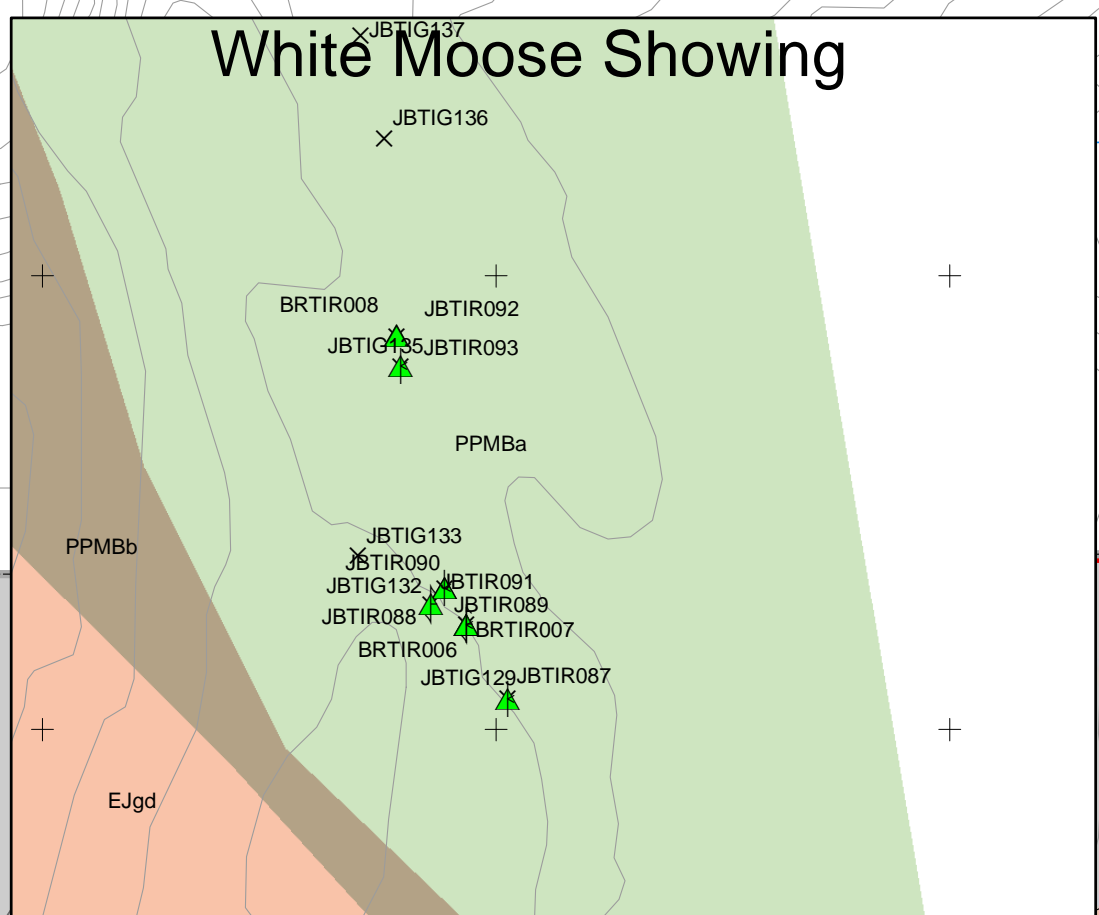 JBTIG137
White Moose Showing
JBTIG136
BRTIR008
JBTIR092
JBTIG135
JBTIR093
PPMBa
JBTIG133
PPMBb
JBTIR090
JBTIR091
JBTIG132
JBTIR089
JBTIR088
BRTIR007
BRTIR006
JBTIG129
JBTIR087
EJgd